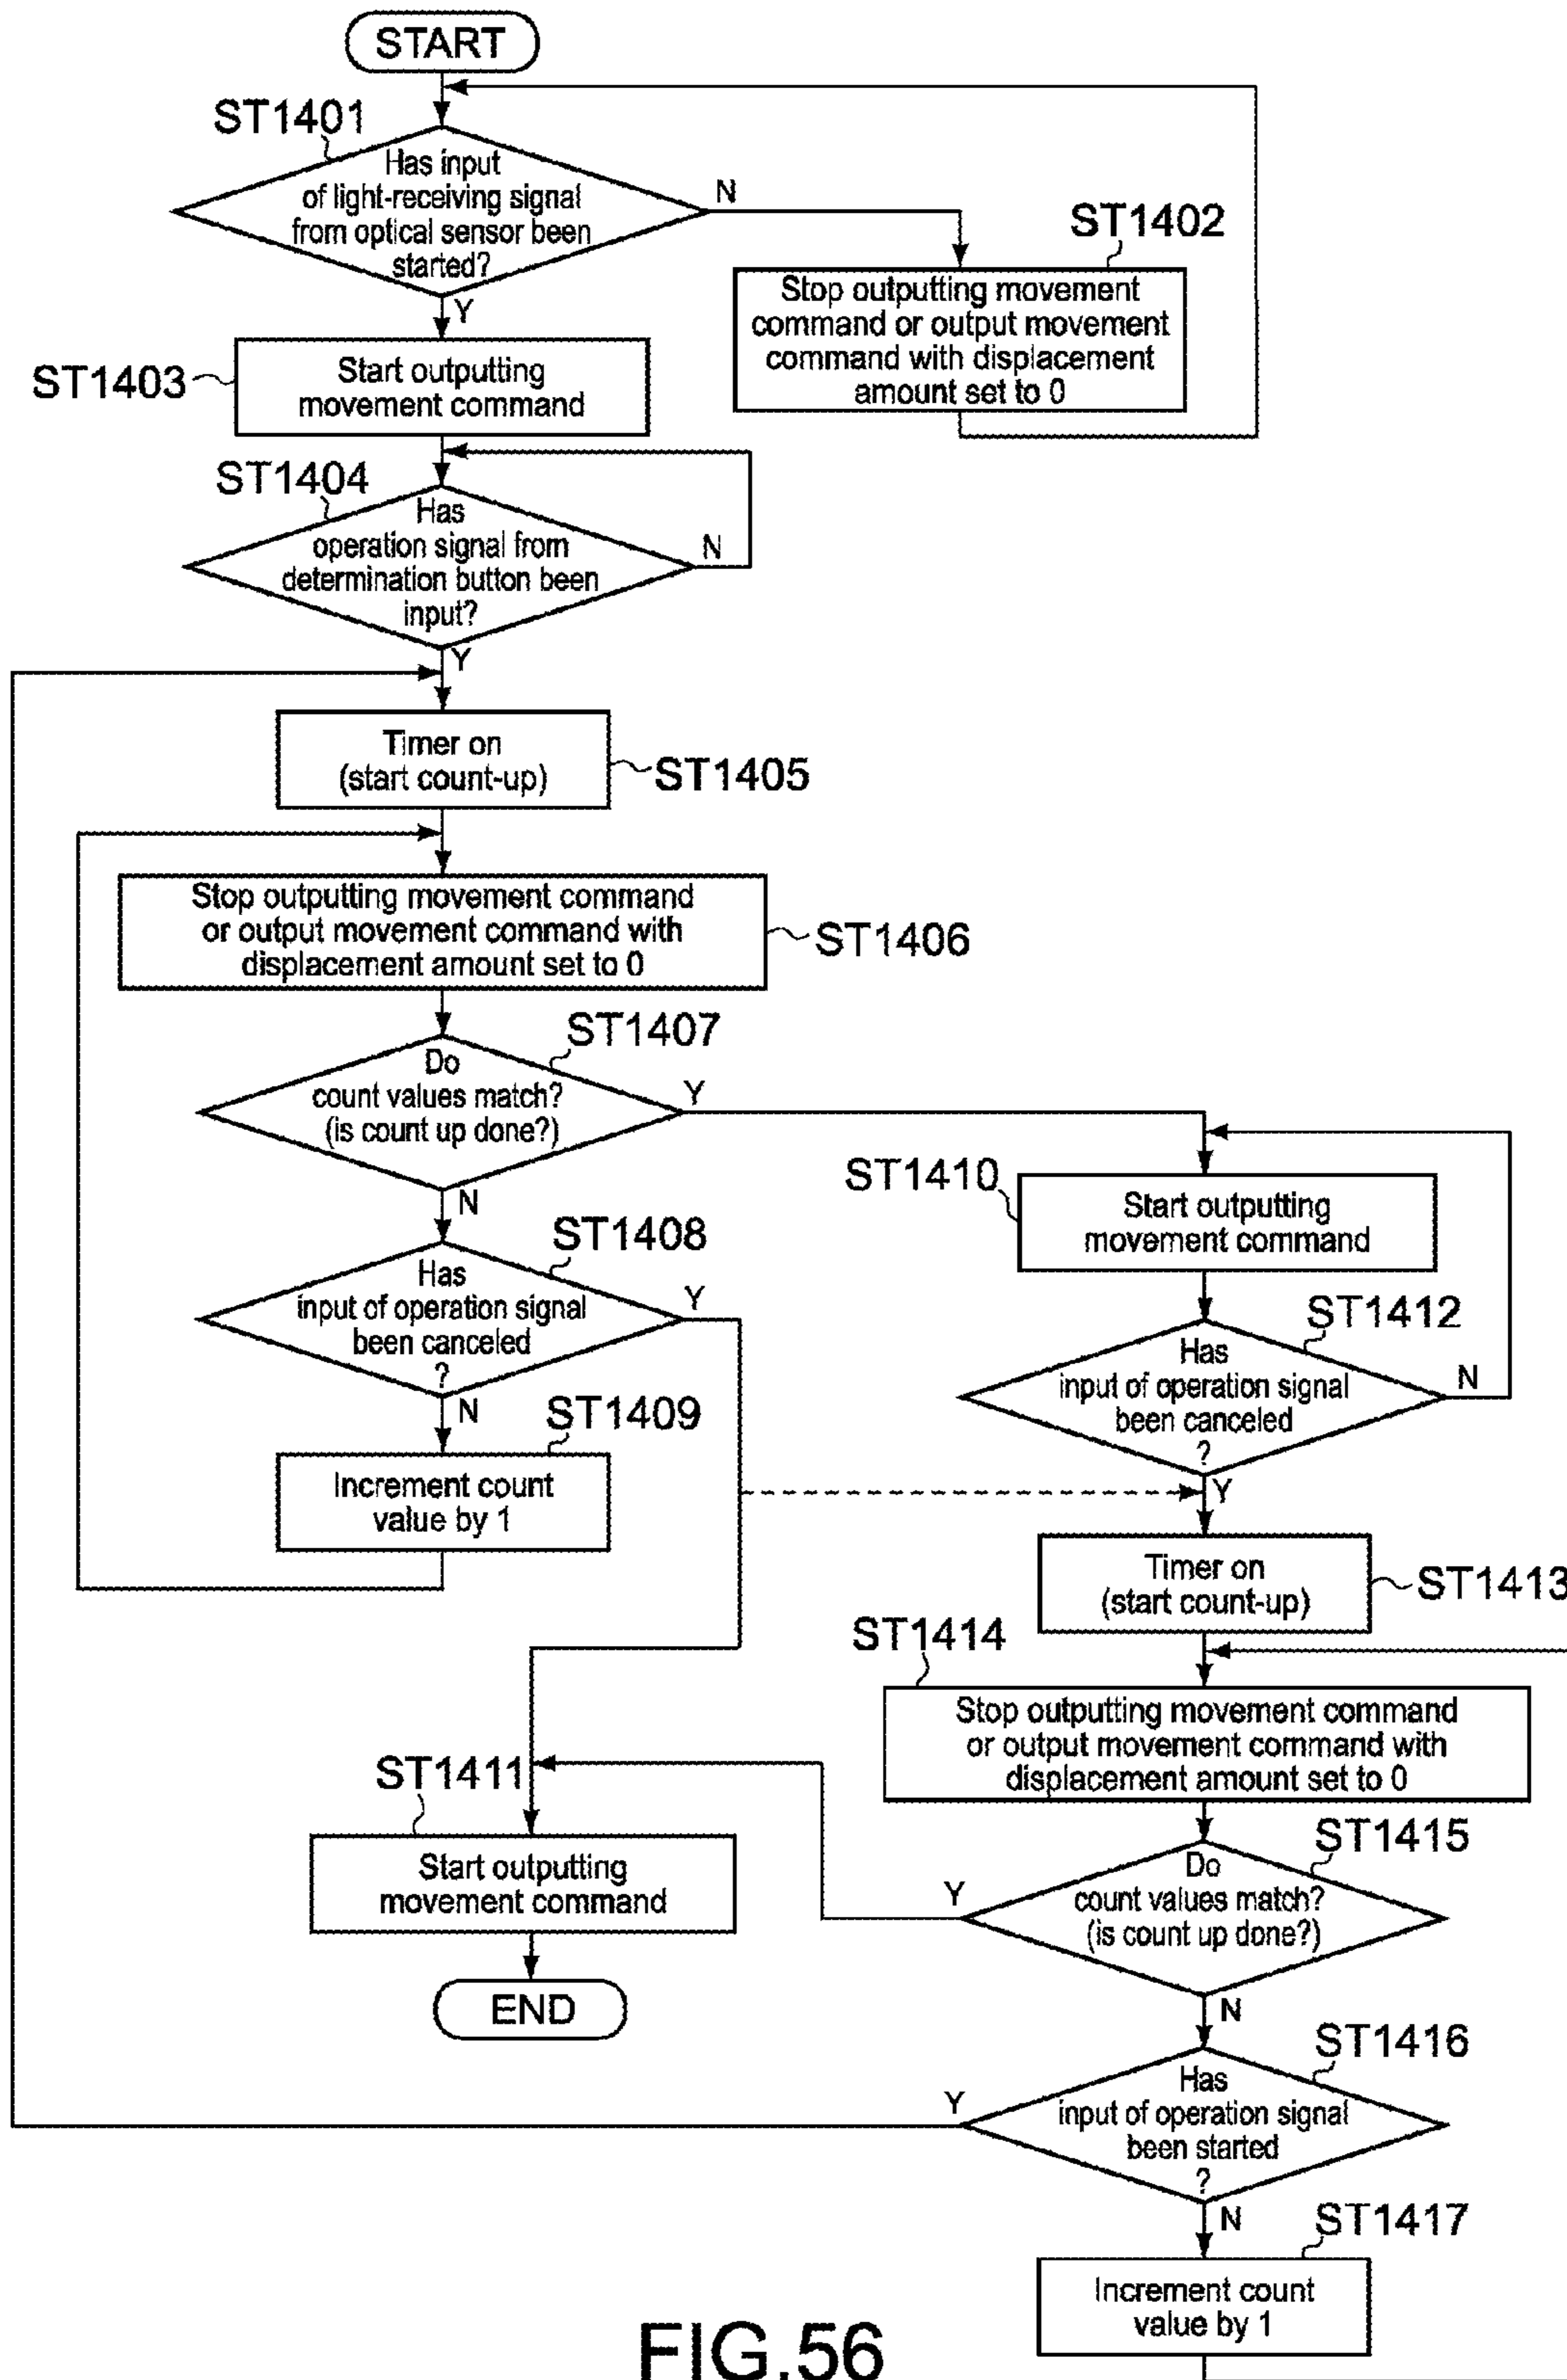 START
ST1401
Has input
of light-receiving signal
from optical sensor been
started?
N
Y
ST1402
Stop outputting movement
command or output movement
command with displacement
amount set to 0
ST1403
Start outputting
movement command
ST1404
Has
operation signal from
determination button been
input?
N
Y
Timer on
(start count-up)
ST1405
Stop outputting movement command
or output movement command with
displacement amount set to 0
ST1406
ST1407
Do
count values match?
(is count up done?)
Y
N
ST1408
Has
input of operation signal
been canceled
?
Y
N
ST1409
Increment count
value by 1
ST1410
Start outputting
movement command
ST1412
Has
input of operation signal
been canceled
?
N
Y
Timer on
(start count-up)
ST1413
ST1414
Stop outputting movement command
or output movement command with
displacement amount set to 0
ST1411
Start outputting
movement command
END
ST1415
Do
count values match?
(is count up done?)
Y
N
ST1416
Has
input of operation signal
been started
?
Y
N
ST1417
Increment count
value by 1
FIG.56